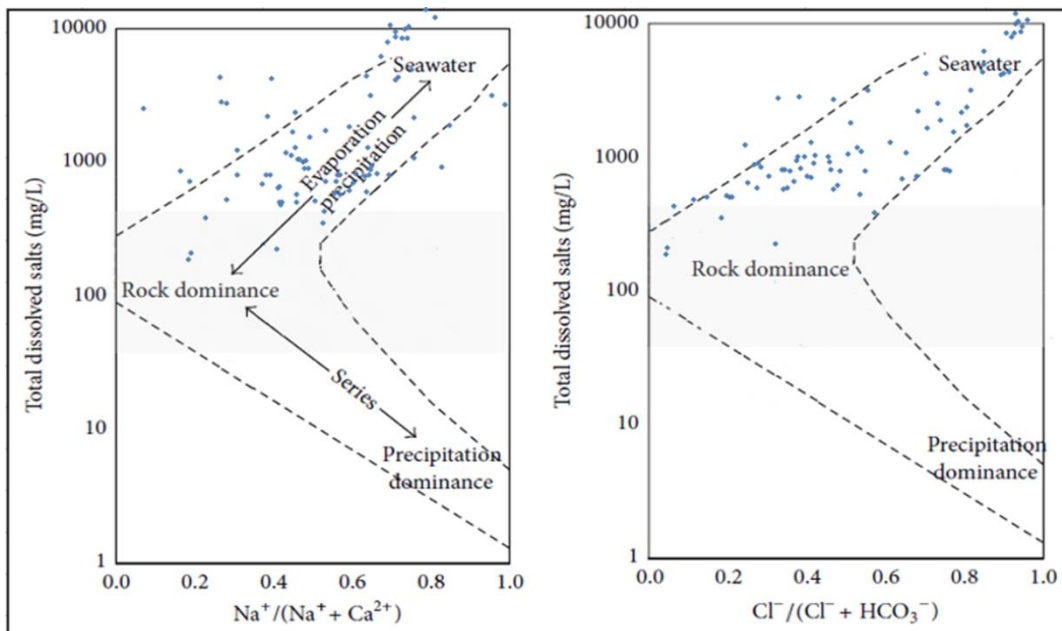 10000
1000
100
10
1
Total dissolved salts (mg/L)
Seawater
Evaporation
precipitation
Rock dominance
Series
Precipitation
dominance
0.0 0.2 0.4 0.6 0.8 1.0
Na⁺/(Na⁺ + Ca²⁺)
10000
1000
100
10
1
Total dissolved salts (mg/L)
Seawater
Rock dominance
Precipitation
dominance
0.0 0.2 0.4 0.6 0.8 1.0
Cl⁻/(Cl⁻ + HCO₃⁻)